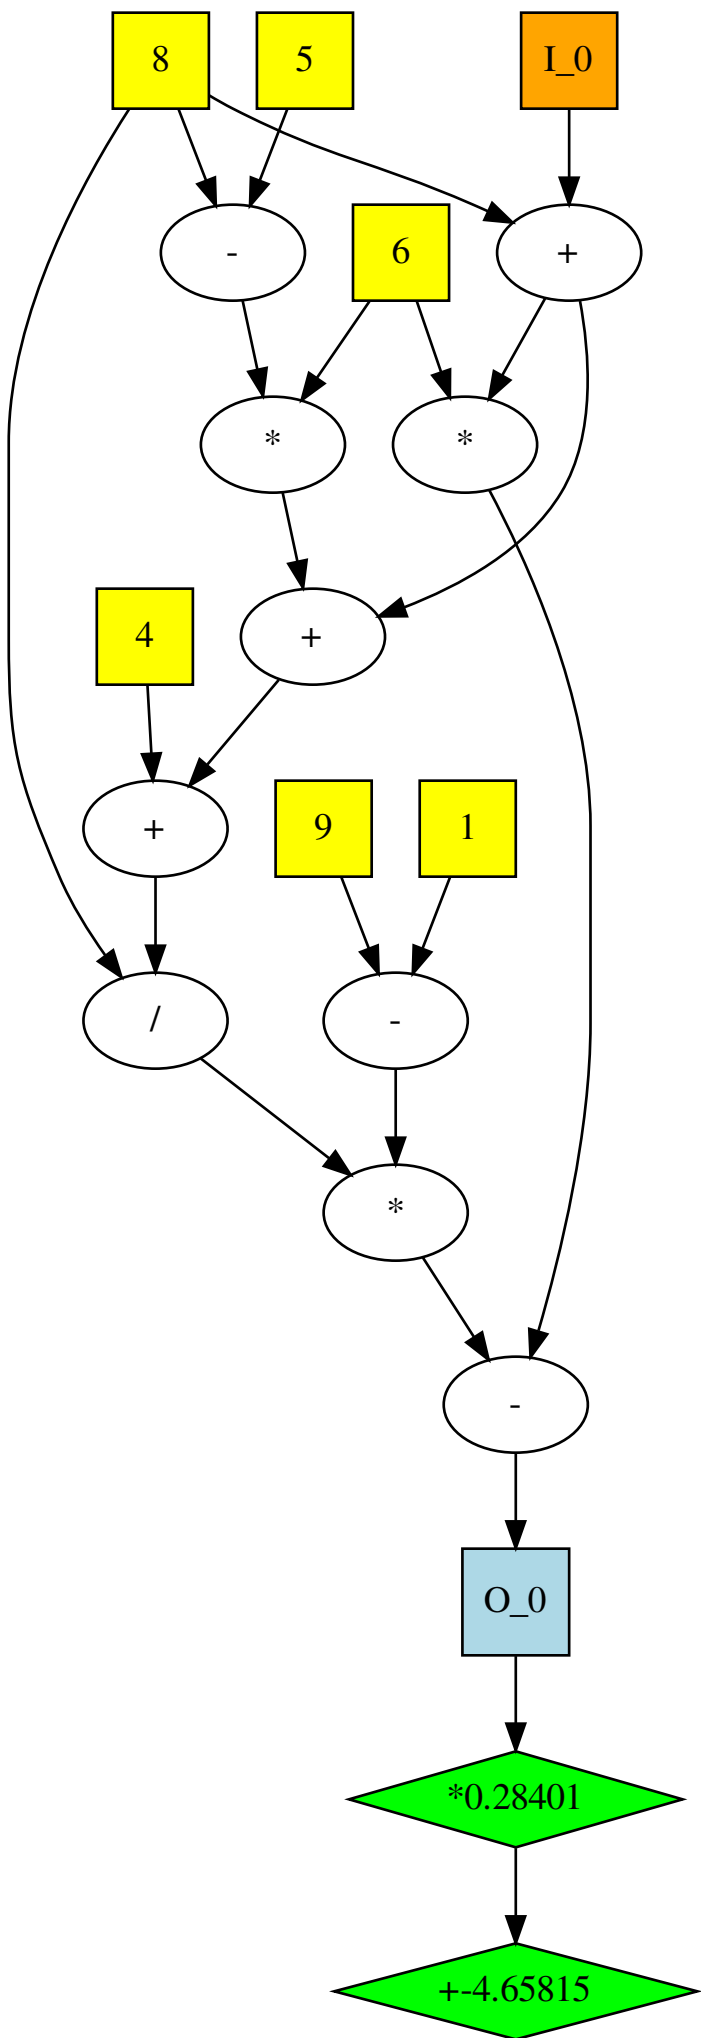 8 5 I_0
- 6 +
* *
4 +
+ 9 1
/ -
*
-
O_0
*0.28401
+-4.65815